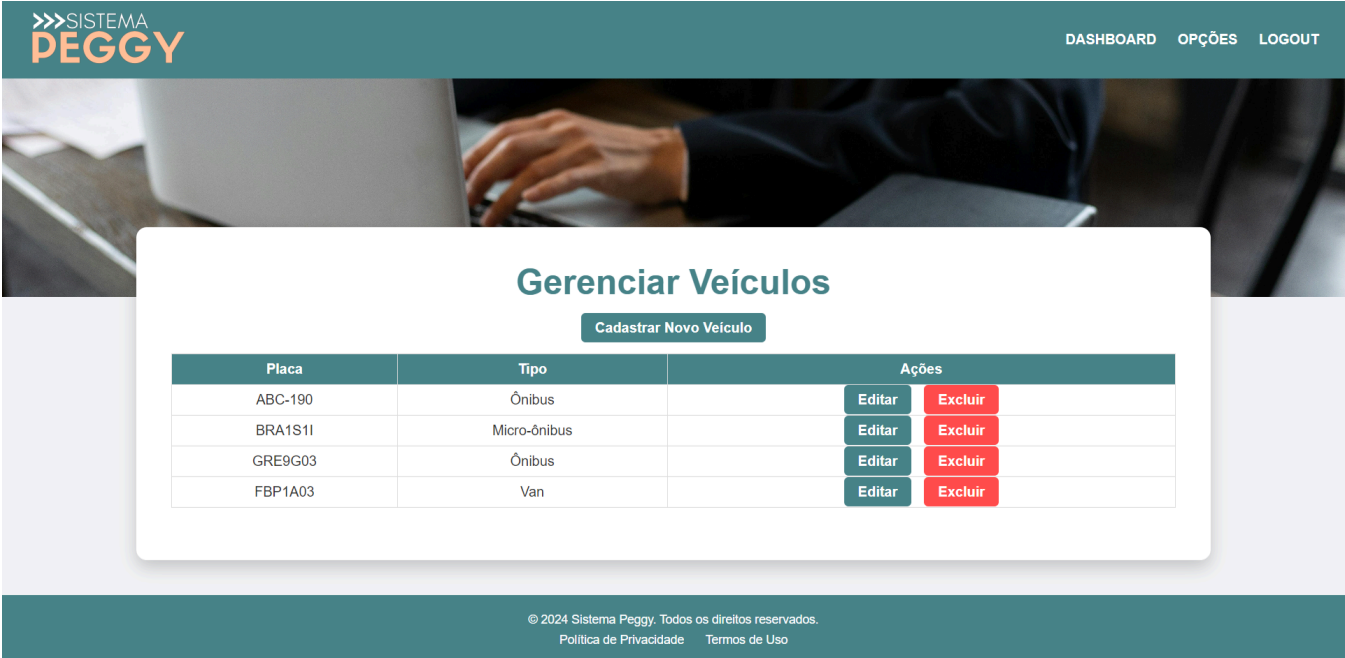 >>>SISTEMA
PEGGY
DASHBOARD OPÇÕES LOGOUT
Gerenciar Veículos
Cadastrar Novo Veículo
Placa Tipo Ações
ABC-190 Ônibus Editar Excluir
BRA1S1I Micro-ônibus Editar Excluir
GRE9G03 Ônibus Editar Excluir
FBP1A03 Van Editar Excluir
© 2024 Sistema Peggy. Todos os direitos reservados.
Política de Privacidade Termos de Uso